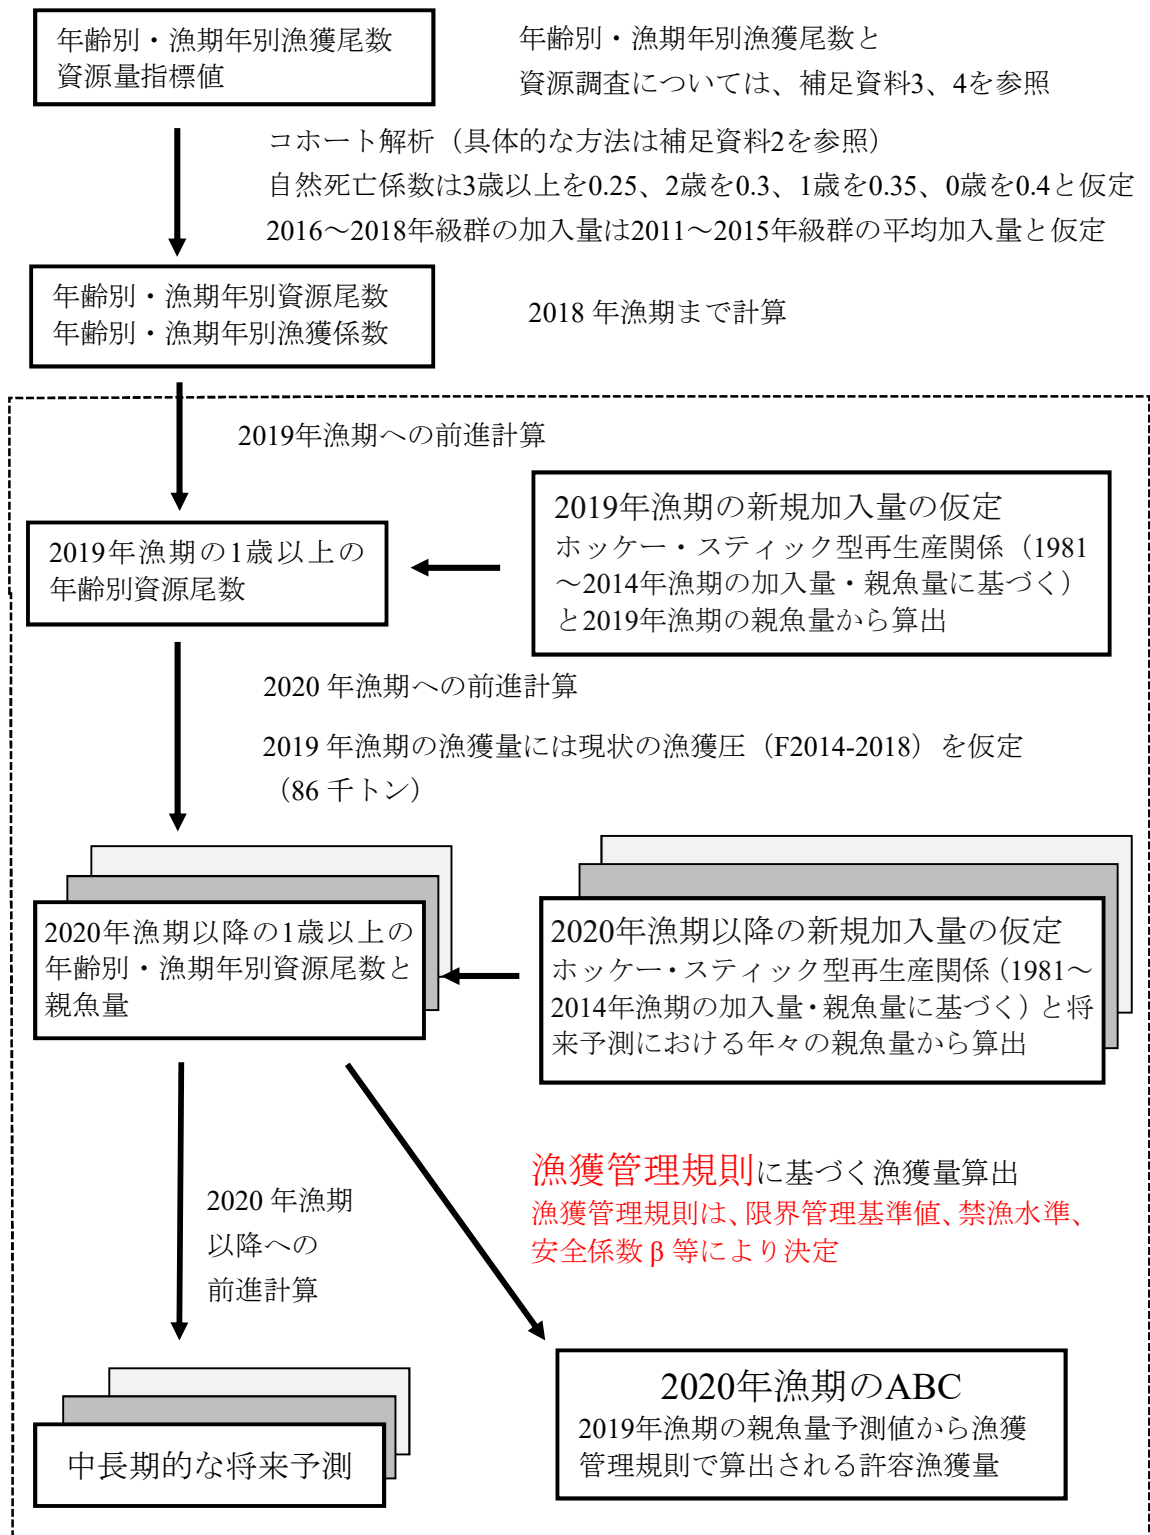 年齢別・漁期年別漁獲尾数
資源量指標値
年齢別・漁期年別漁獲尾数と
資源調査については、補足資料3、4を参照
コホート解析（具体的な方法は補足資料2を参照）
自然死亡係数は3歳以上を0.25、2歳を0.3、1歳を0.35、0歳を0.4と仮定
2016～2018年級群の加入量は2011～2015年級群の平均加入量と仮定
年齢別・漁期年別資源尾数
年齢別・漁期年別漁獲係数
2018 年漁期まで計算
2019年漁期への前進計算
2019年漁期の新規加入量の仮定
ホッケー・スティック型再生産関係（1981
～2014年漁期の加入量・親魚量に基づく）
と2019年漁期の親魚量から算出
2019年漁期の1歳以上の
年齢別資源尾数
2020 年漁期への前進計算
2019 年漁期の漁獲量には現状の漁獲圧（F2014-2018）を仮定
（86 千トン）
2020年漁期以降の1歳以上の
年齢別・漁期年別資源尾数と
親魚量
2020年漁期以降の新規加入量の仮定
ホッケー・スティック型再生産関係（1981～
2014年漁期の加入量・親魚量に基づく）と将
来予測における年々の親魚量から算出
2020 年漁期
以降への
前進計算
漁獲管理規則に基づく漁獲量算出
漁獲管理規則は、限界管理基準値、禁漁水準、
安全係数 β 等により決定
中長期的な将来予測
2020年漁期のABC
2019年漁期の親魚量予測値から漁獲
管理規則で算出される許容漁獲量